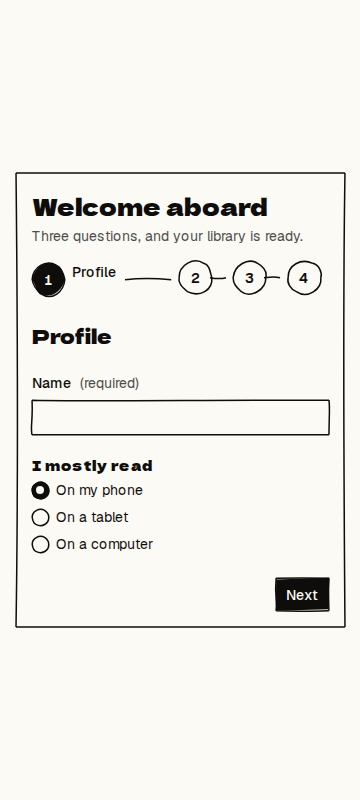 Welcome aboard
Three questions, and your library is ready.
1 Profile 2 3 4
Profile
Name (required)
I mostly read
On my phone
On a tablet
On a computer
Next